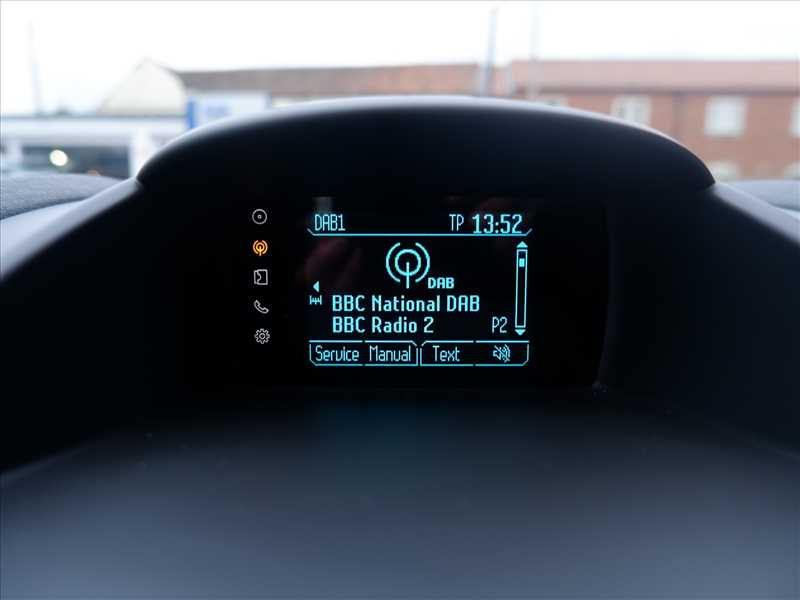 DAB1 TP 13:52
DAB
BBC National DAB
BBC Radio 2 P2
Service Manual Text